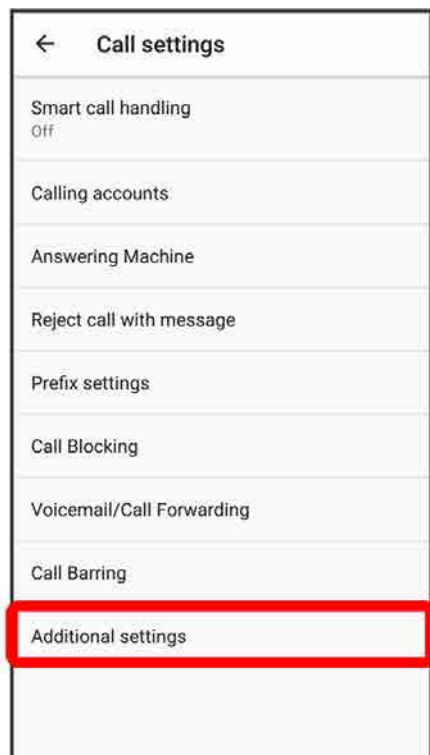 Call settings
Smart call handling
Off
Calling accounts
Answering Machine
Reject call with message
Prefix settings
Call Blocking
Voicemail/Call Forwarding
Call Barring
Additional settings